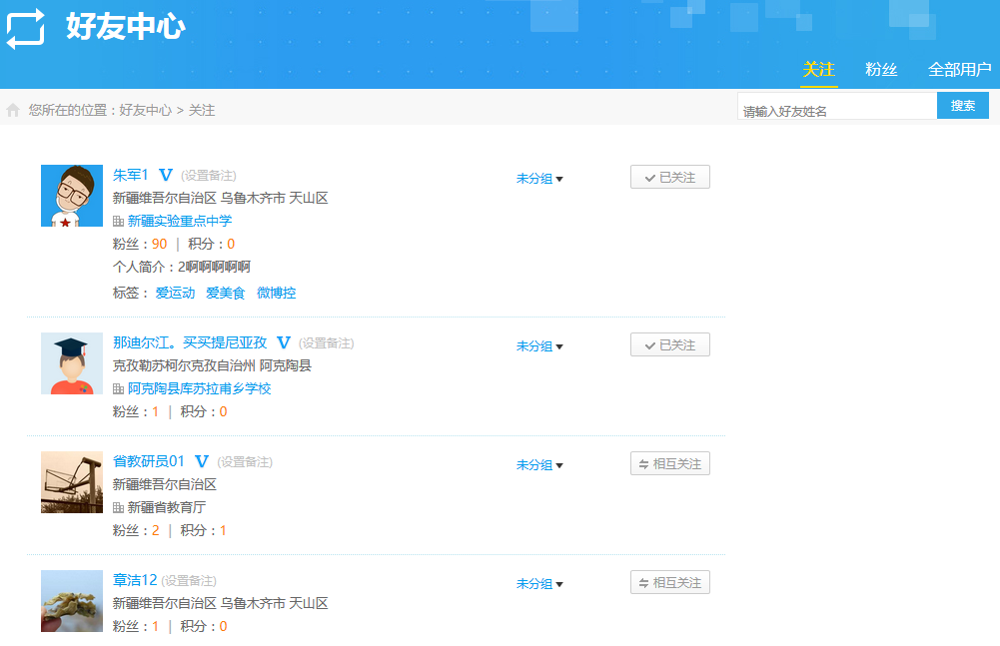 好友中心
关注 粉丝 全部用户
您所在的位置：好友中心 > 关注
请输入好友姓名 搜索
朱军1 V (设置备注) 未分组 已关注
新疆维吾尔自治区 乌鲁木齐市 天山区
新疆实验重点中学
粉丝：90 | 积分：0
个人简介：2啊啊啊啊啊
标签： 爱运动 爱美食 微博控
那迪尔江。买买提尼亚孜 V (设置备注) 未分组 已关注
克孜勒苏柯尔克孜自治州 阿克陶县
阿克陶县库苏拉甫乡学校
粉丝：1 | 积分：0
省教研员01 V (设置备注) 未分组 相互关注
新疆维吾尔自治区
新疆省教育厅
粉丝：2 | 积分：1
章洁12 (设置备注) 未分组 相互关注
新疆维吾尔自治区 乌鲁木齐市 天山区
粉丝：1 | 积分：0